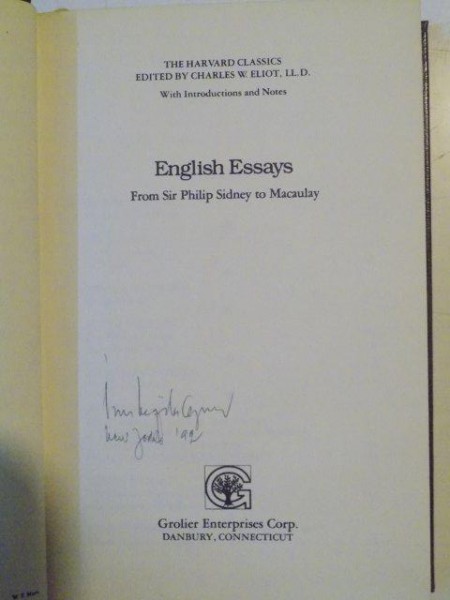 THE HARVARD CLASSICS
EDITED BY CHARLES W. ELIOT, LL.D.
With Introductions and Notes
English Essays
From Sir Philip Sidney to Macaulay
'92
G
Grolier Enterprises Corp.
DANBURY, CONNECTICUT